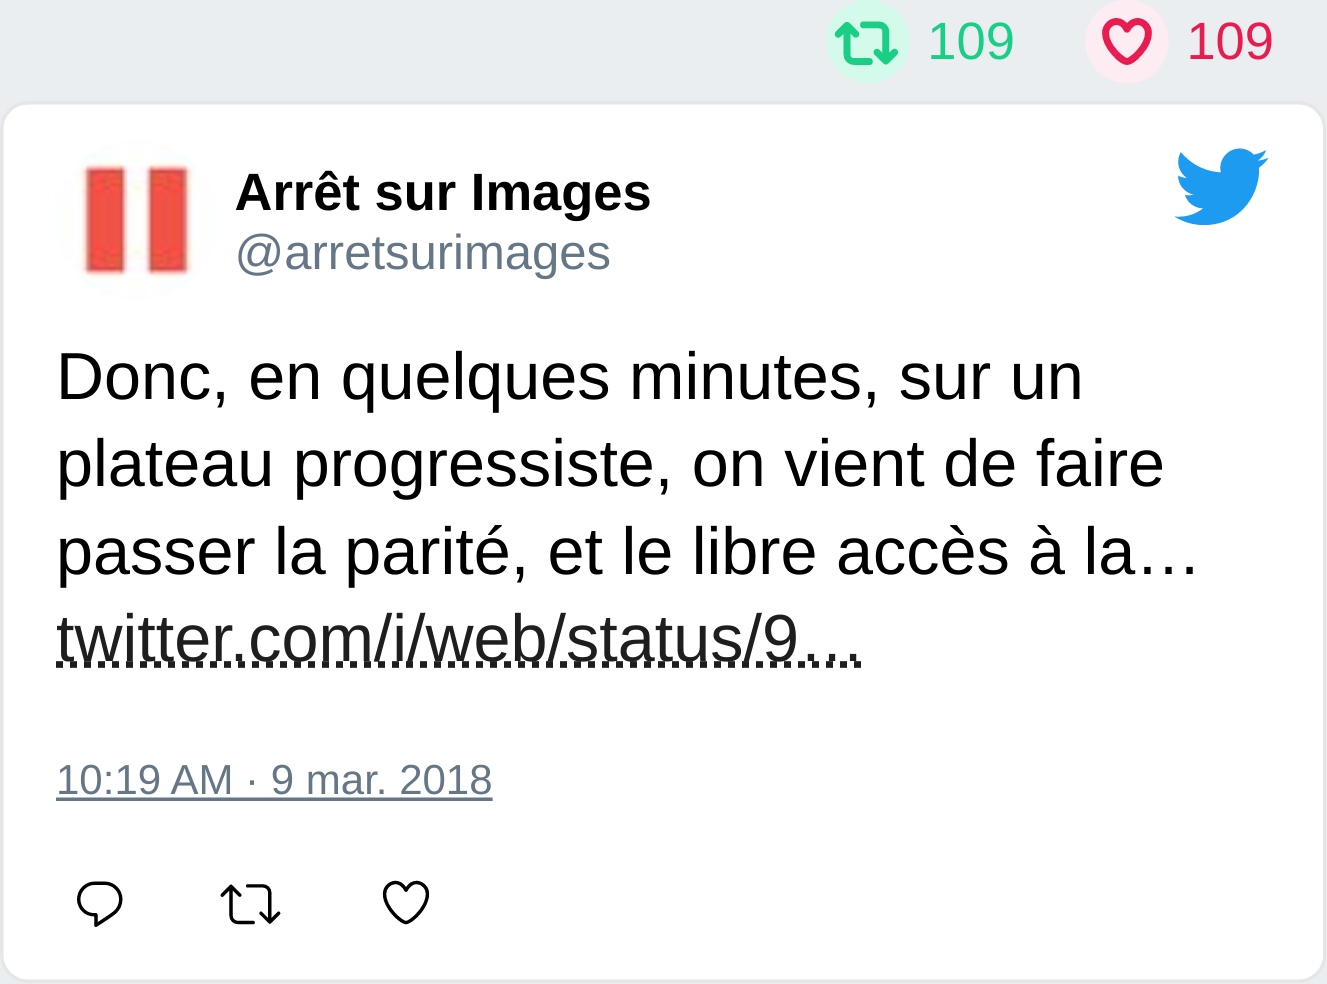 109 109
Arrêt sur Images
@arretsurimages
Donc, en quelques minutes, sur un
plateau progressiste, on vient de faire
passer la parité, et le libre accès à la…
twitter.com/i/web/status/9…
10:19 AM · 9 mar. 2018